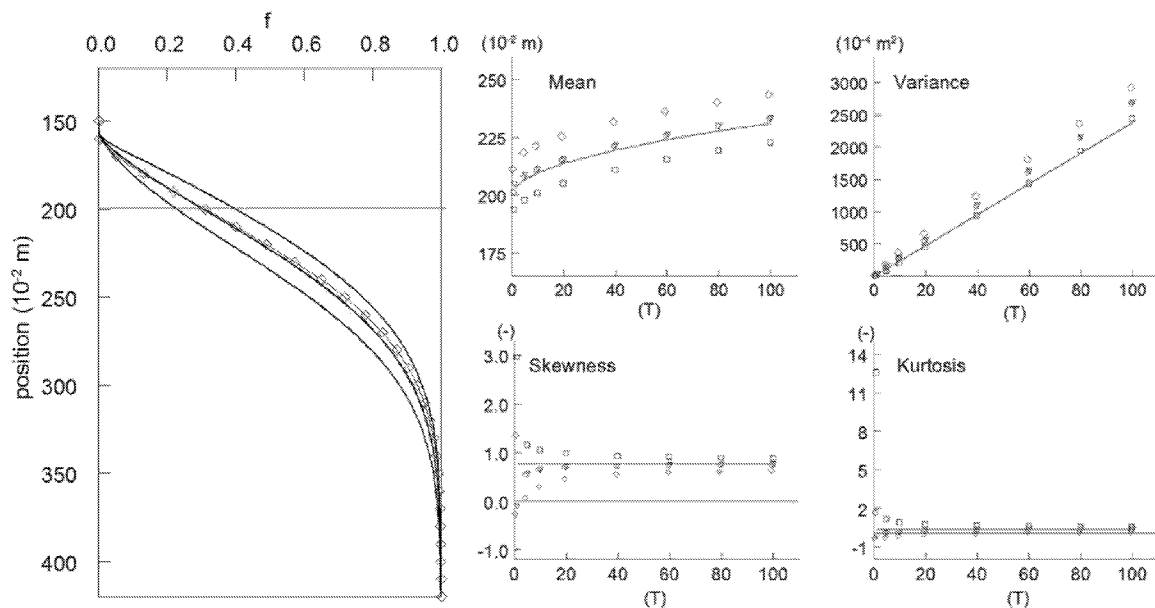 f
0.0 0.2 0.4 0.6 0.8 1.0
position (10⁻² m)
150
200
250
300
350
400
(10⁻² m)
Mean
250
225
200
175
0 20 40 60 80 100
(T)
(10⁻⁴ m²)
Variance
3000
2500
2000
1500
1000
500
0 20 40 60 80 100
(T)
(-)
Skewness
3.0
2.0
1.0
0.0
-1.0
0 20 40 60 80 100
(T)
(-)
Kurtosis
14
11
8
5
2
-1
0 20 40 60 80 100
(T)